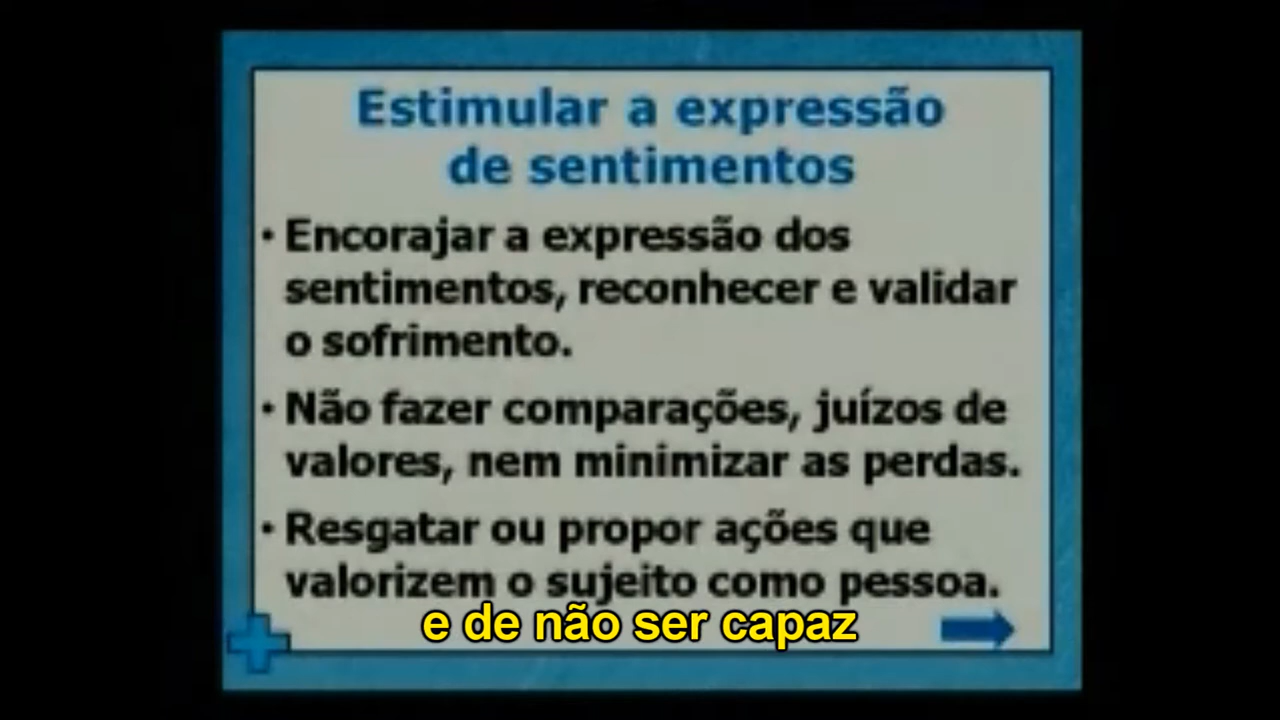 Estimular a expressão
de sentimentos
• Encorajar a expressão dos
sentimentos, reconhecer e validar
o sofrimento.
• Não fazer comparações, juízos de
valores, nem minimizar as perdas.
• Resgatar ou propor ações que
valorizem o sujeito como pessoa.
e de não ser capaz